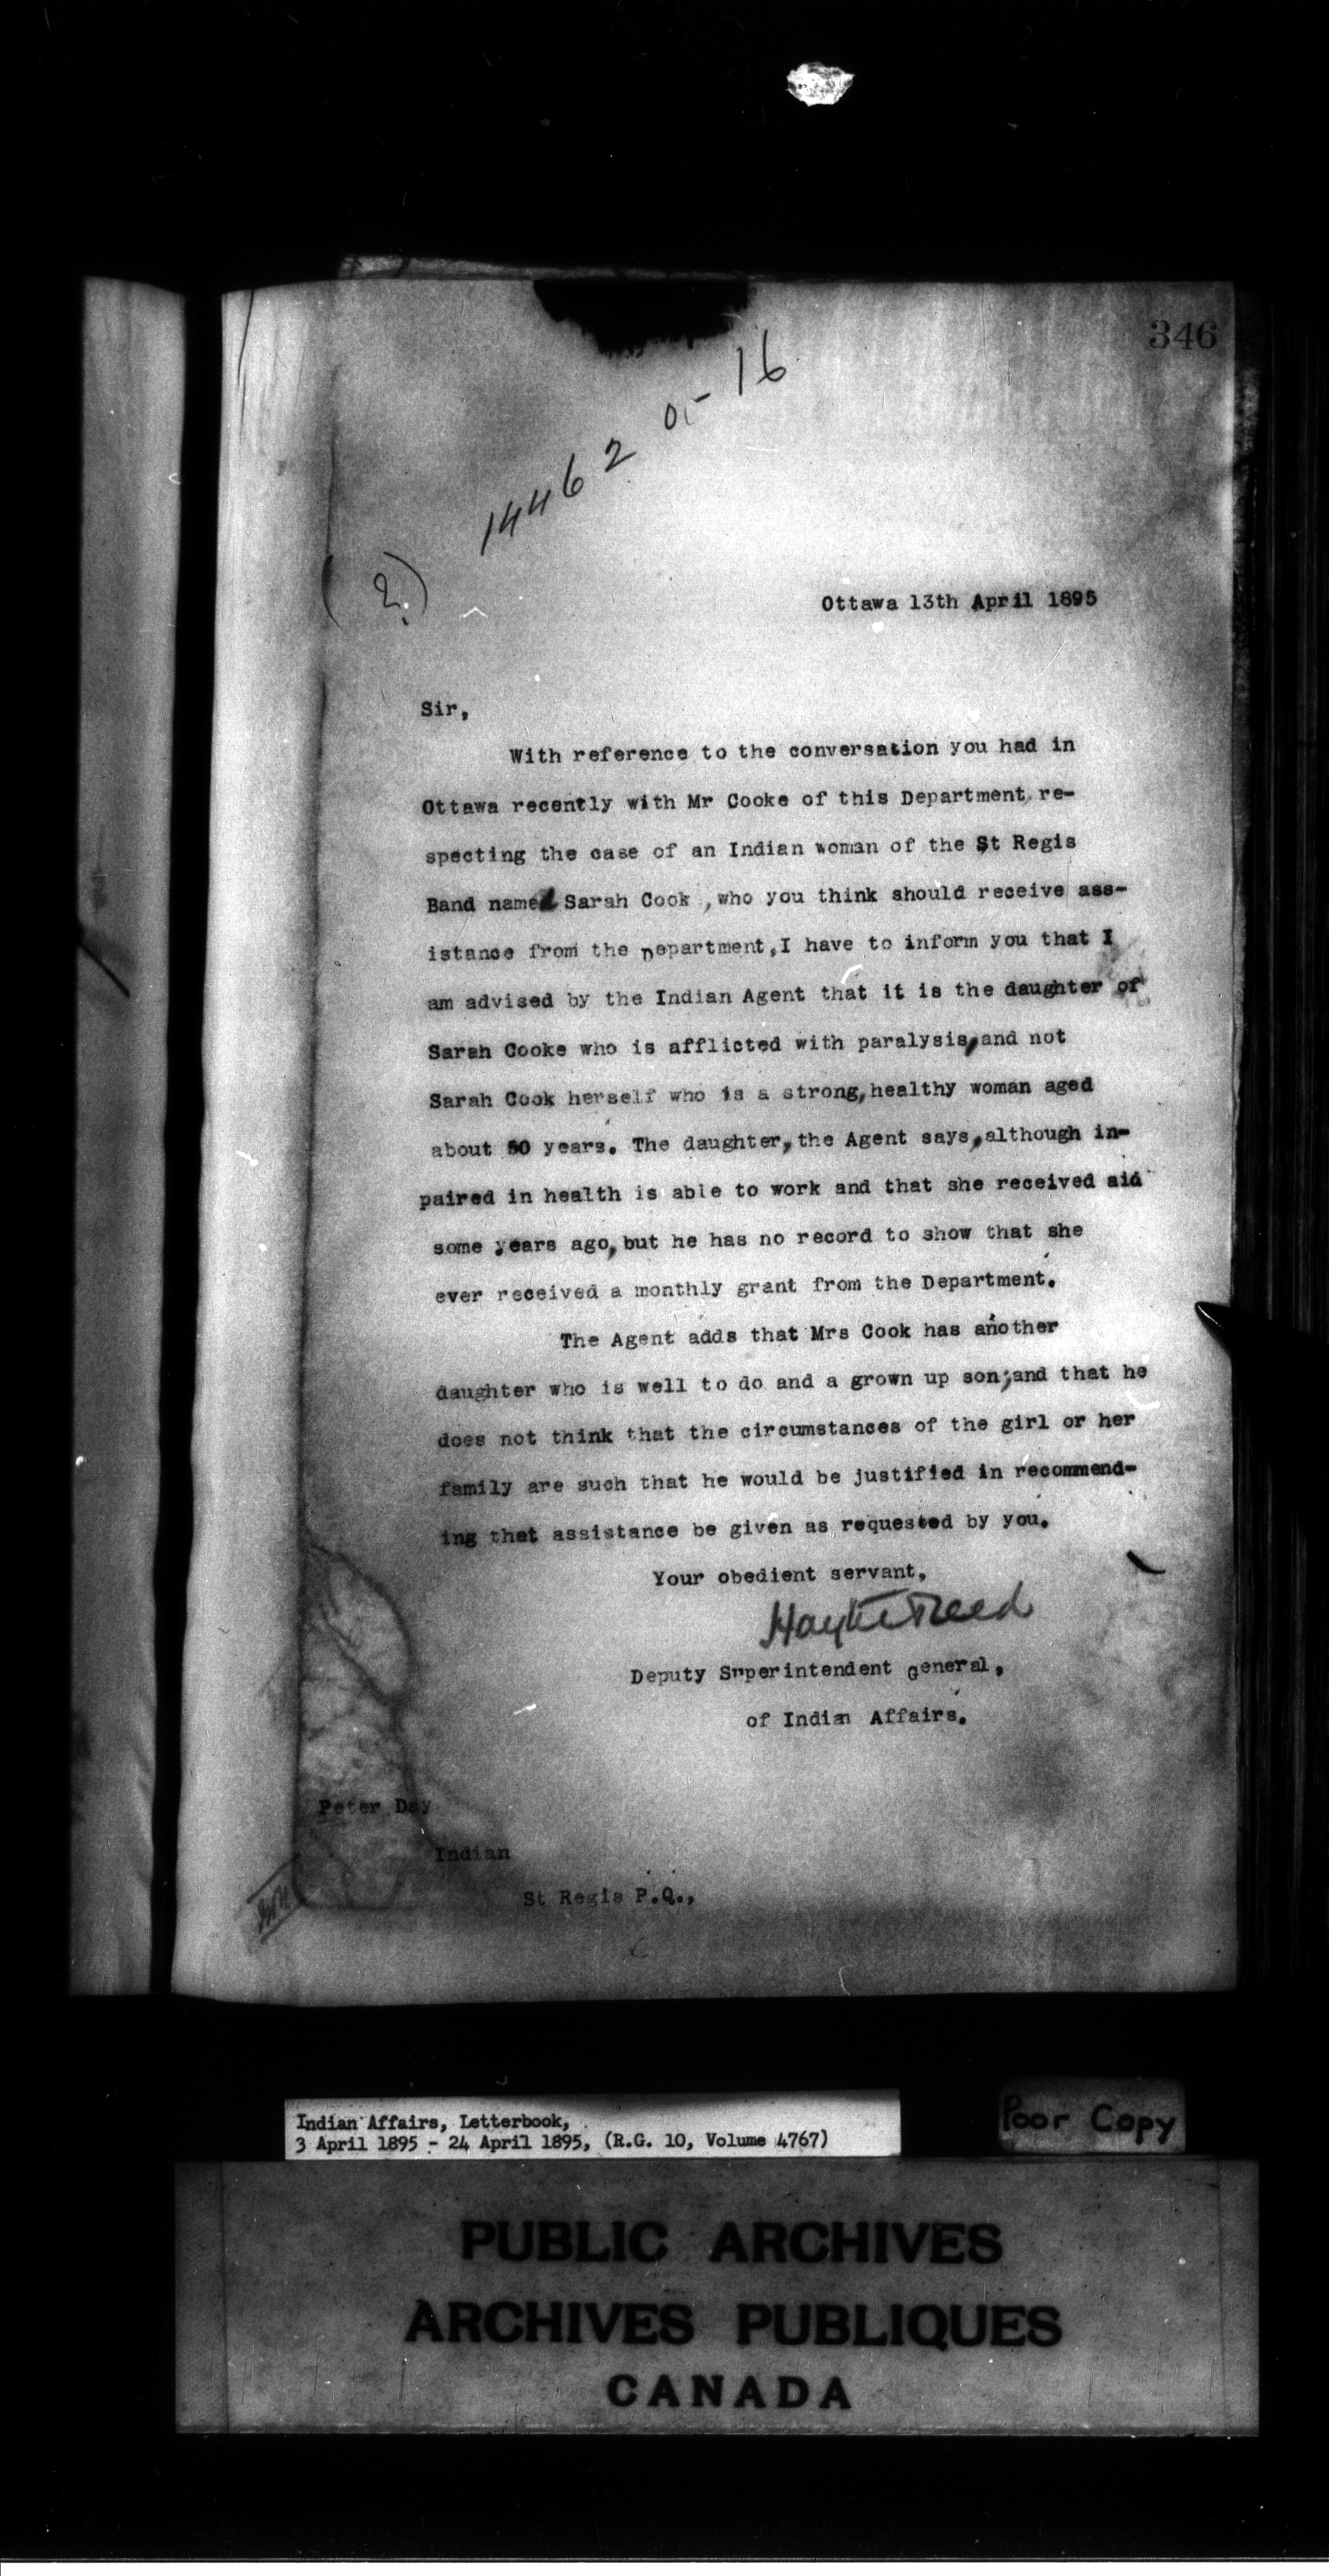 346
14462 05-16
(2.)
Ottawa 13th April 1895
Sir,
With reference to the conversation you had in
Ottawa recently with Mr Cooke of this Department re-
specting the case of an Indian woman of the St Regis
Band named Sarah Cook ,who you think should receive ass-
istance from the Department,I have to inform you that I
am advised by the Indian Agent that it is the daughter of
Sarah Cooke who is afflicted with paralysis,and not
Sarah Cook herself who is a strong,healthy woman aged
about 50 years. The daughter,the Agent says,although in-
paired in health is able to work and that she received aid
some years ago,but he has no record to show that she
ever received a monthly grant from the Department.
The Agent adds that Mrs Cook has another
daughter who is well to do and a grown up son;and that he
does not think that the circumstances of the girl or her
family are such that he would be justified in recommend-
ing that assistance be given as requested by you.
Your obedient servant,
Hayter Reed
Deputy Superintendent General,
of Indian Affairs.
Peter Day
Indian
St Regis P.Q.,
Indian Affairs, Letterbook,
3 April 1895 - 24 April 1895, (R.G. 10, Volume 4767)
Poor Copy
PUBLIC ARCHIVES
ARCHIVES PUBLIQUES
CANADA